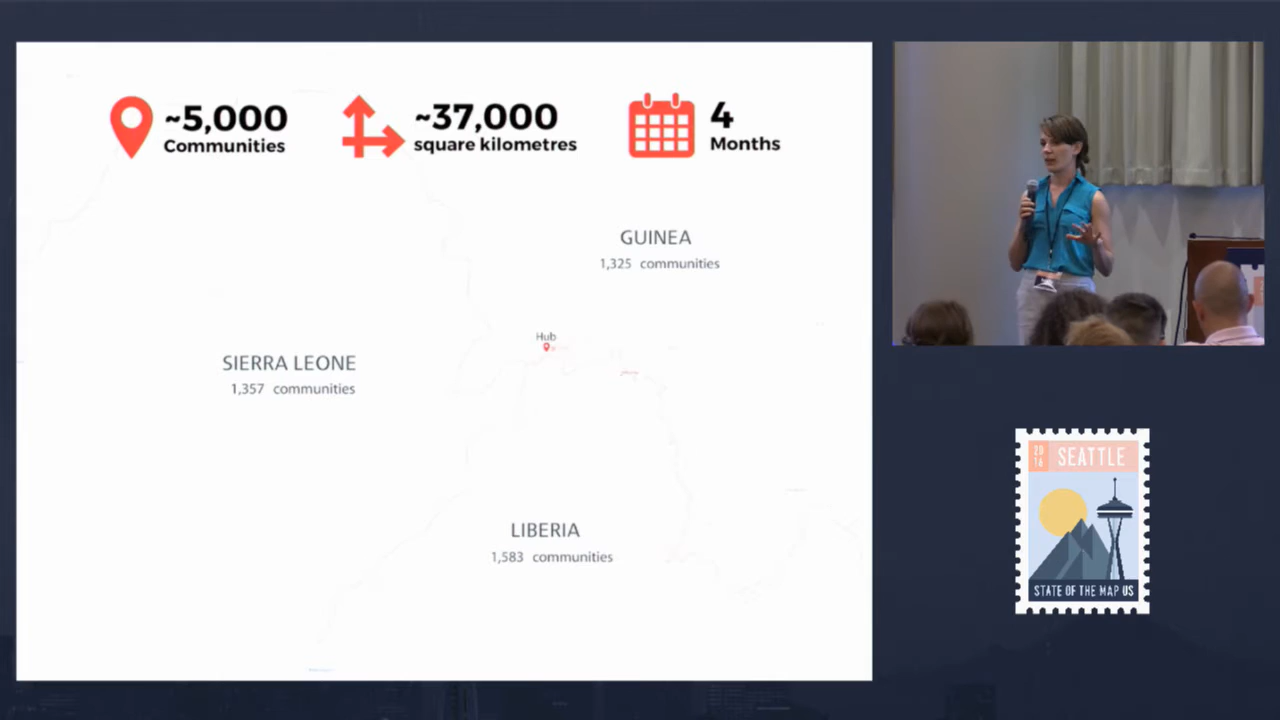 ~5,000
Communities
~37,000
square kilometres
4
Months
GUINEA
1,325 communities
Hub
SIERRA LEONE
1,357 communities
LIBERIA
1,583 communities
20
16
SEATTLE
STATE OF THE MAP US